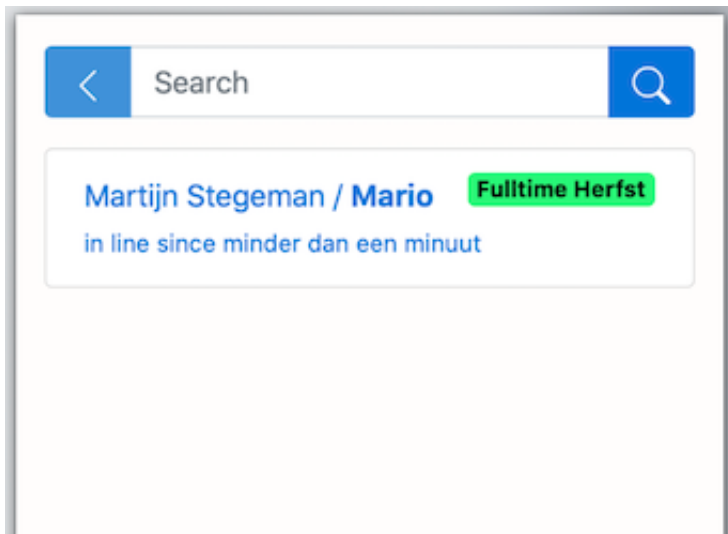 Search
Martijn Stegeman / Mario
Fulltime Herfst
in line since minder dan een minuut